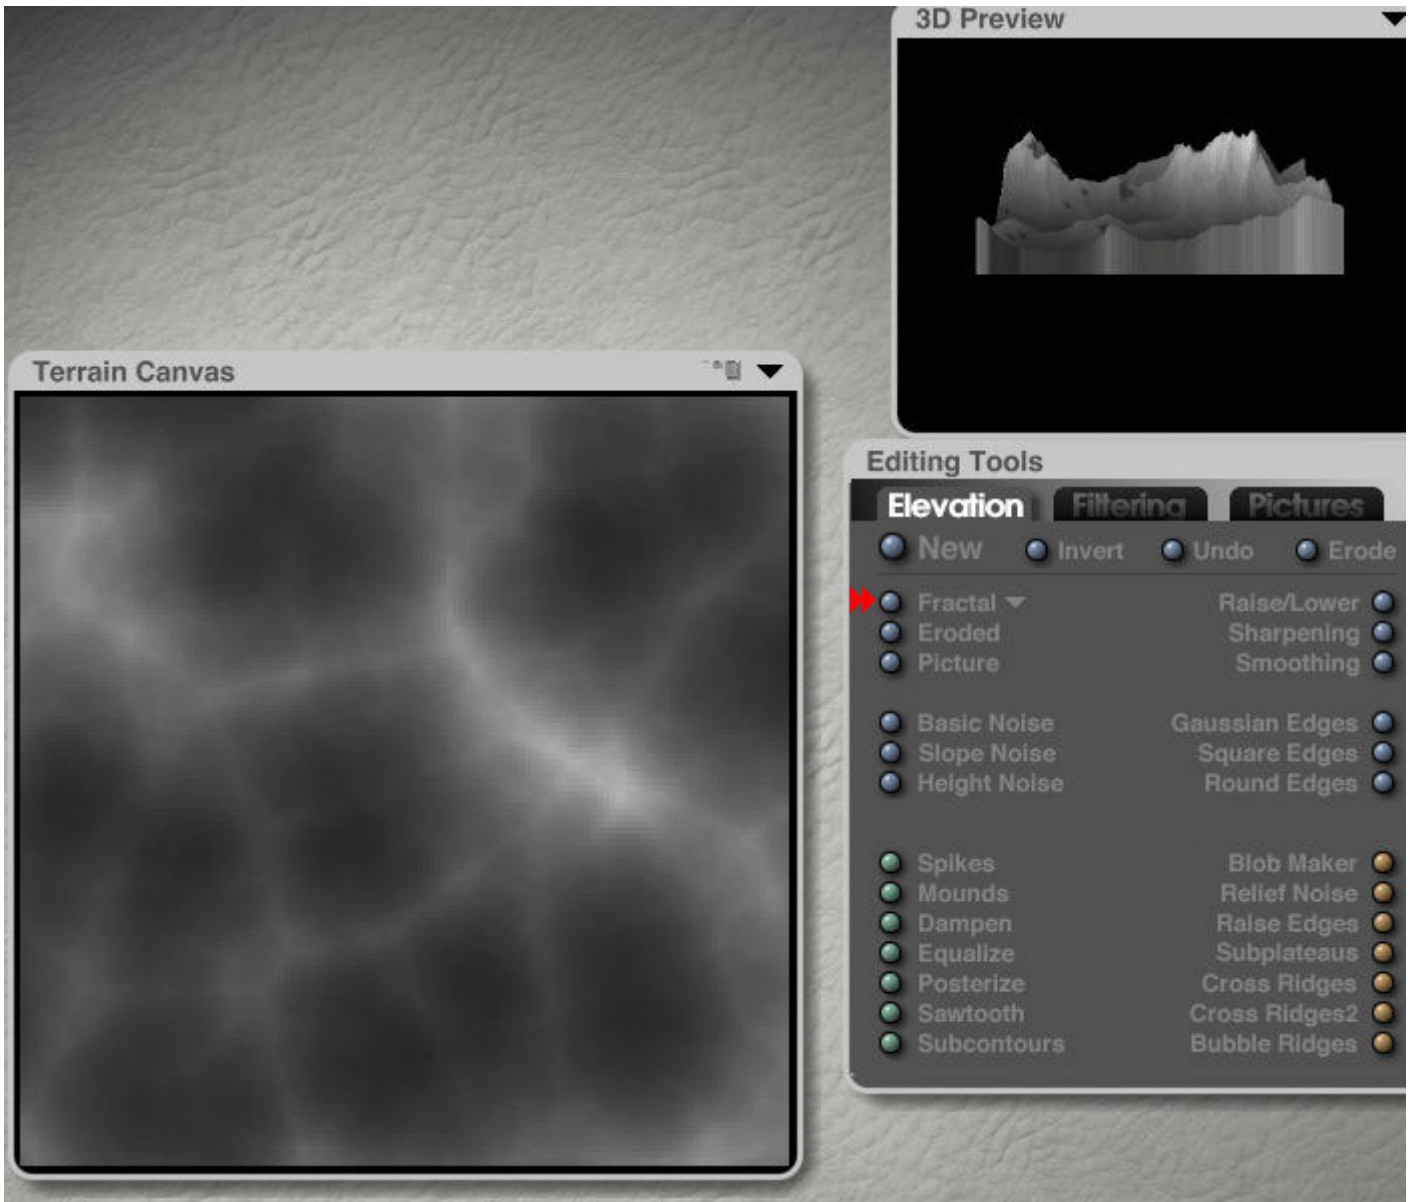 3D Preview
Terrain Canvas
Editing Tools
Elevation Filtering Pictures
New Invert Undo Erode
Fractal Raise/Lower
Eroded Sharpening
Picture Smoothing
Basic Noise Gaussian Edges
Slope Noise Square Edges
Height Noise Round Edges
Spikes Blob Maker
Mounds Relief Noise
Dampen Raise Edges
Equalize Subplateaus
Posterize Cross Ridges
Sawtooth Cross Ridges2
Subcontours Bubble Ridges